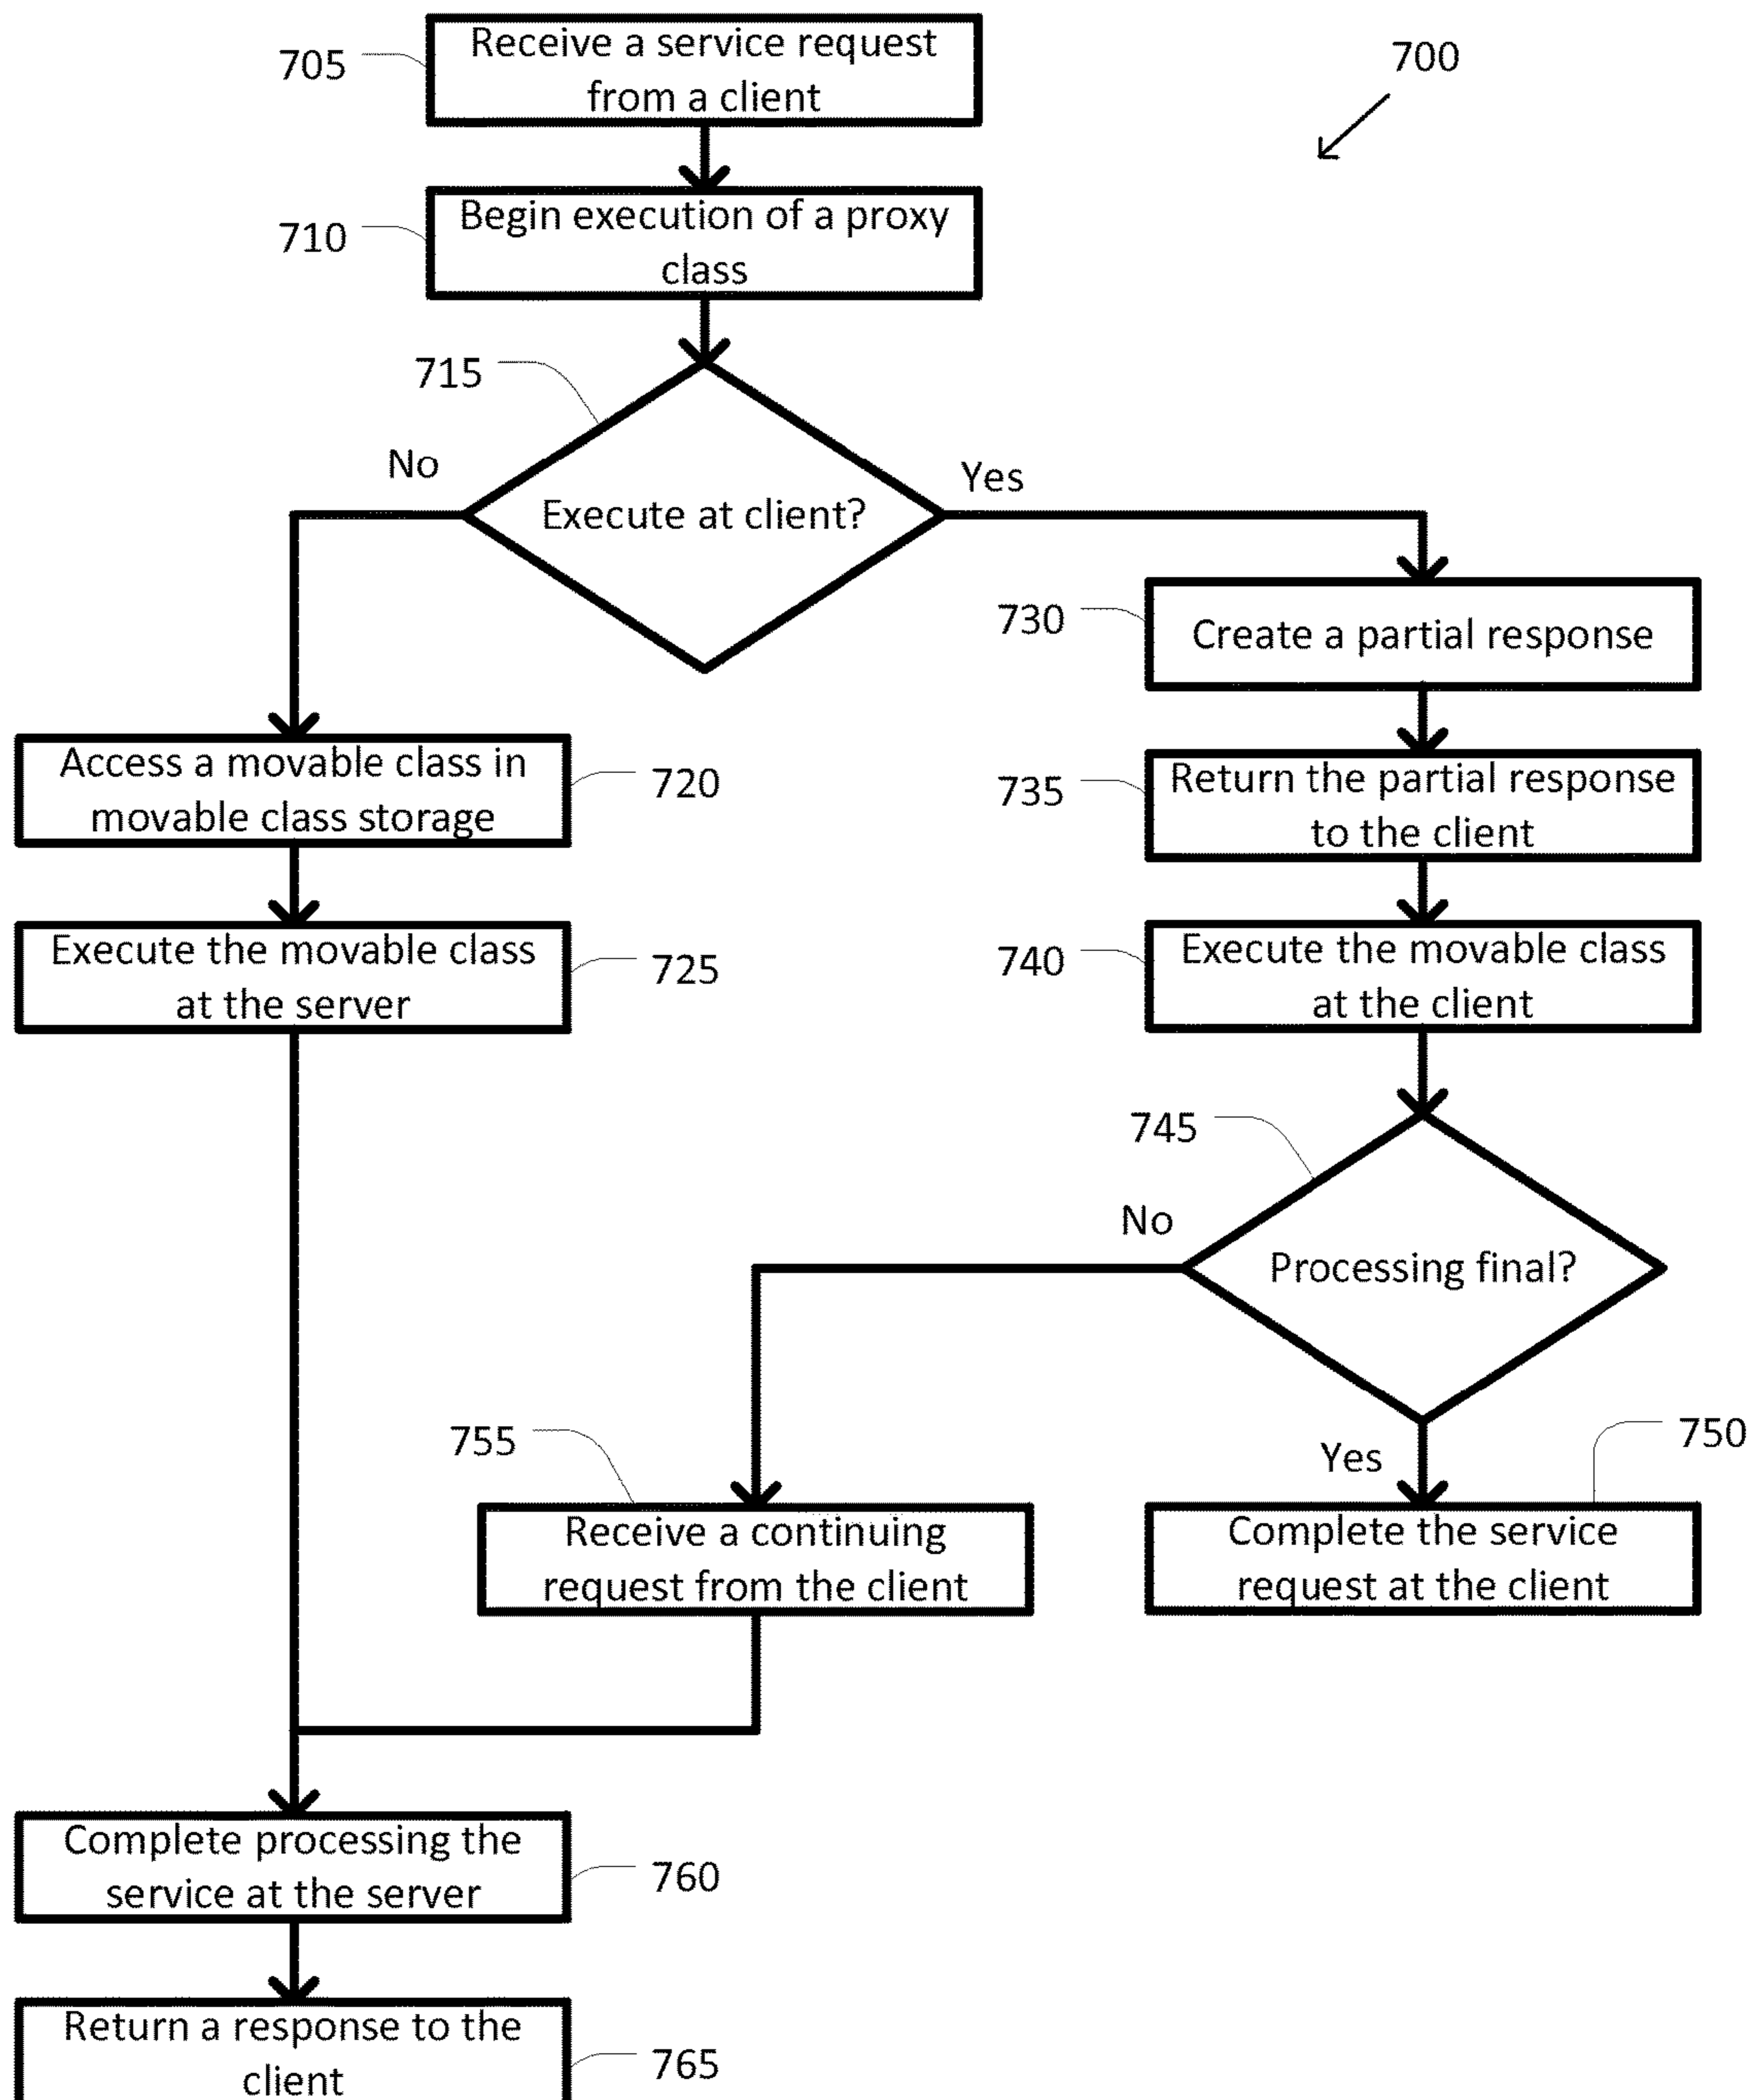 Receive a service request
from a client
705
700
Begin execution of a proxy
class
710
715
No
Yes
Execute at client?
730
Create a partial response
Access a movable class in
movable class storage
720
735
Return the partial response
to the client
Execute the movable class
at the server
725
740
Execute the movable class
at the client
745
No
Processing final?
755
Yes
750
Receive a continuing
request from the client
Complete the service
request at the client
Complete processing the
service at the server
760
Return a response to the
client
765